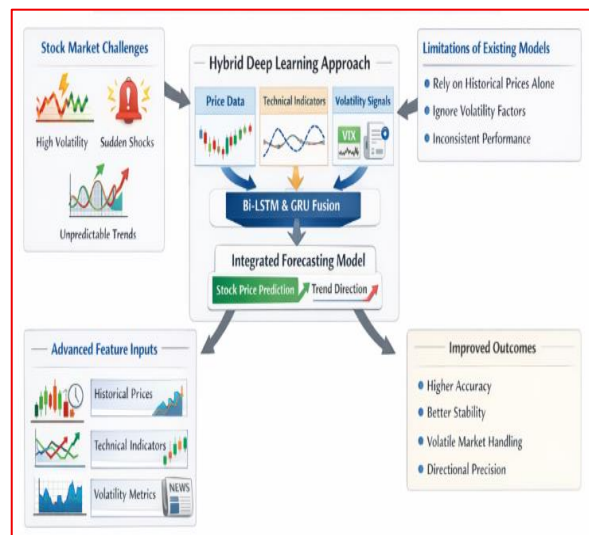 Stock Market Challenges
High Volatility
Sudden Shocks
Unpredictable Trends
Hybrid Deep Learning Approach
Price Data
Technical Indicators
Volatility Signals
VIX
Bi-LSTM & GRU Fusion
Integrated Forecasting Model
Stock Price Prediction
Trend Direction
Limitations of Existing Models
Rely on Historical Prices Alone
Ignore Volatility Factors
Inconsistent Performance
Advanced Feature Inputs
Historical Prices
Technical Indicators
Volatility Metrics
NEWS
Improved Outcomes
Higher Accuracy
Better Stability
Volatile Market Handling
Directional Precision